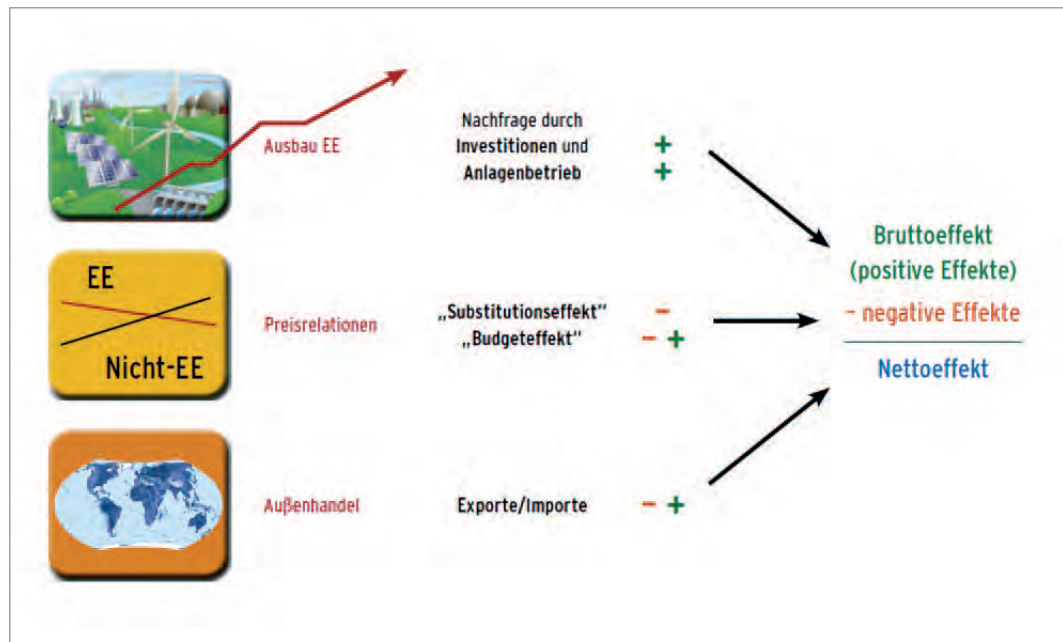 Ausbau EE
Nachfrage durch
Investitionen und
Anlagenbetrieb
+
+
EE
Nicht-EE
Preisrelationen
„Substitutionseffekt“
„Budgeteffekt“
–
– +
Außenhandel
Exporte/Importe
– +
Bruttoeffekt
(positive Effekte)
– negative Effekte
Nettoeffekt